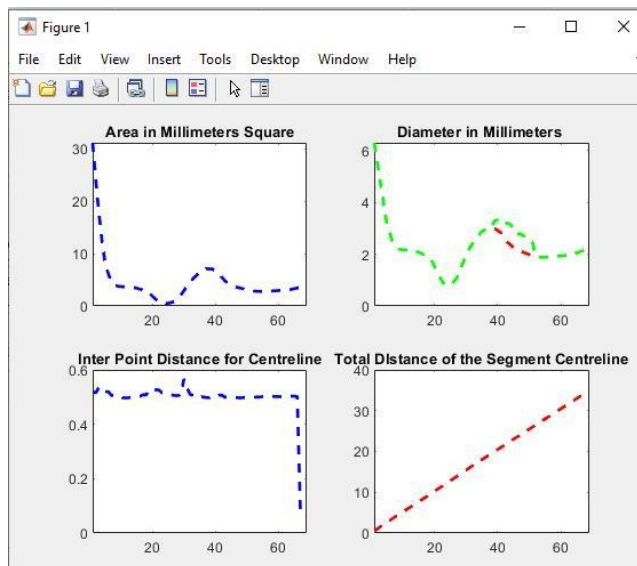 Figure 1
File Edit View Insert Tools Desktop Window Help
Area in Millimeters Square
30
20
10
0
20 40 60
Diameter in Millimeters
6
4
2
0
20 40 60
Inter Point Distance for Centreline
0.6
0.4
0.2
0
20 40 60
Total DIstance of the Segment Centreline
40
30
20
10
0
20 40 60